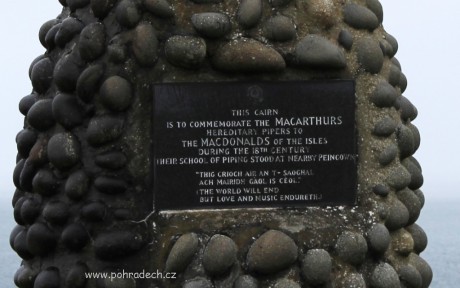 THIS CAIRN
IS TO COMMEMORATE THE MACARTHURS
HEREDITARY PIPERS TO
THE MACDONALDS OF THE ISLES
DURING THE 18TH CENTURY
THEIR SCHOOL OF PIPING STOOD AT NEARBY PEINGOWN
"THIG CRIOCH AIR AN T-SAOGHAL
ACH MAIRIDH GAOL IS CEOL"
(THE WORLD WILL END
BUT LOVE AND MUSIC ENDURETH)
www.pohradech.cz